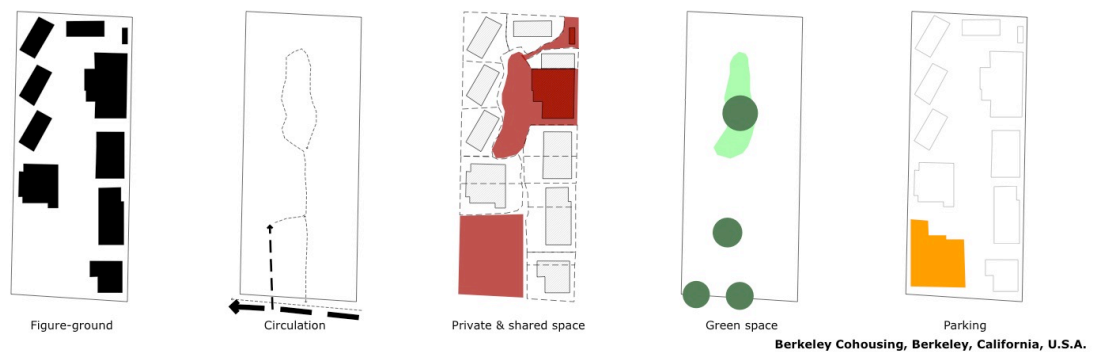 Figure-ground
Circulation
Private & shared space
Green space
Parking
Berkeley Cohousing, Berkeley, California, U.S.A.